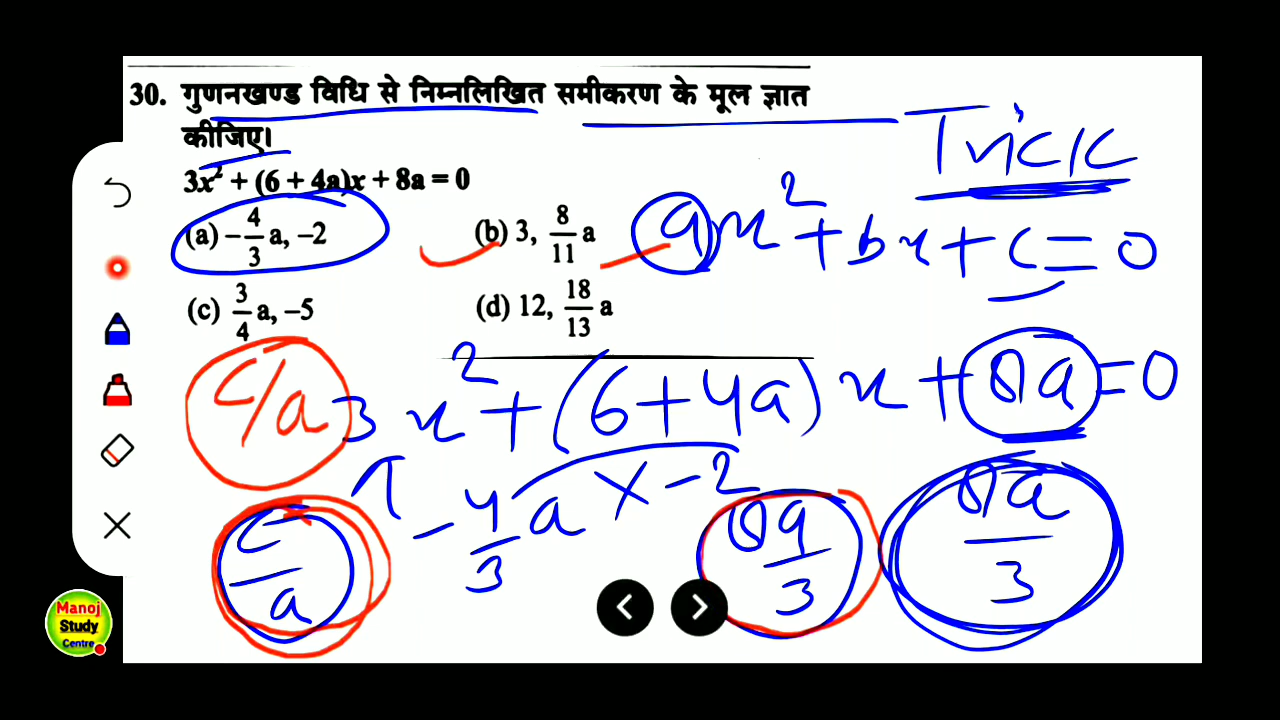 30. गुणनखण्ड विधि से निम्नलिखित समीकरण के मूल ज्ञात
कीजिए।
3x² + (6 + 4a)x + 8a = 0
(a) –4/3 a, –2 (b) 3, 8/11 a
(c) 3/4 a, –5 (d) 12, 18/13 a
Trick
ax² + bx + c = 0
c/a
3x² + (6+4a)x + 8a = 0
-4/3 a x -2
c/a
8a/3
8a/3
Manoj
Study
Centre